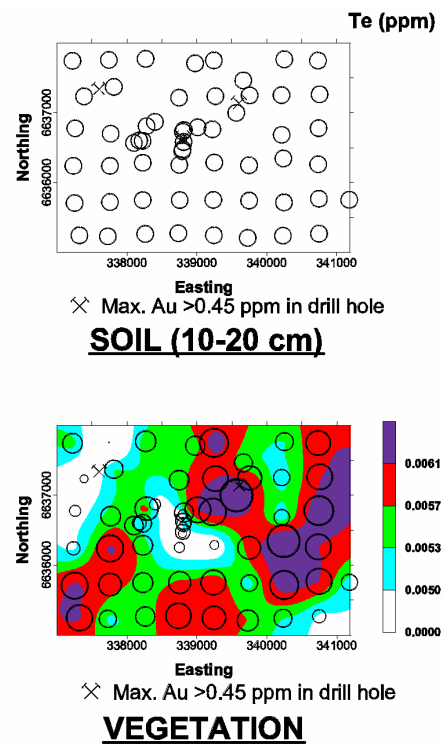 Te (ppm)
Northing
6637000
6636000
338000 339000 340000 341000
Easting
Max. Au >0.45 ppm in drill hole
SOIL (10-20 cm)
Northing
6637000
6636000
338000 339000 340000 341000
Easting
0.0061
0.0057
0.0053
0.0050
0.0000
Max. Au >0.45 ppm in drill hole
VEGETATION